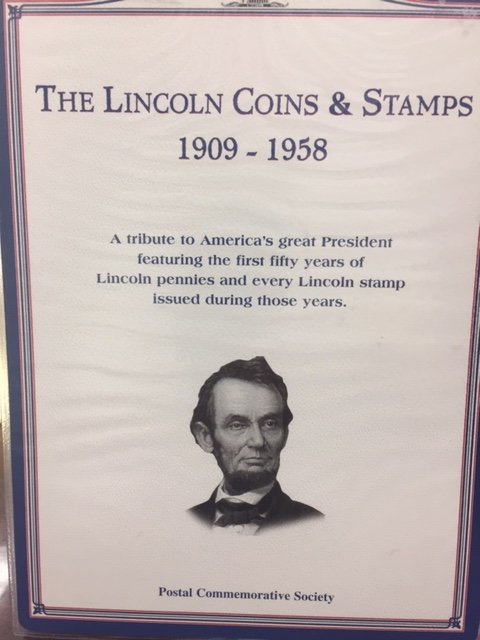 THE LINCOLN COINS & STAMPS
1909 - 1958
A tribute to America's great President
featuring the first fifty years of
Lincoln pennies and every Lincoln stamp
issued during those years.
Postal Commemorative Society